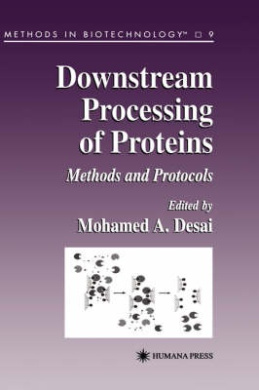 METHODS IN BIOTECHNOLOGY™ □ 9
Downstream
Processing
of Proteins
Methods and Protocols
Edited by
Mohamed A. Desai
HUMANA PRESS